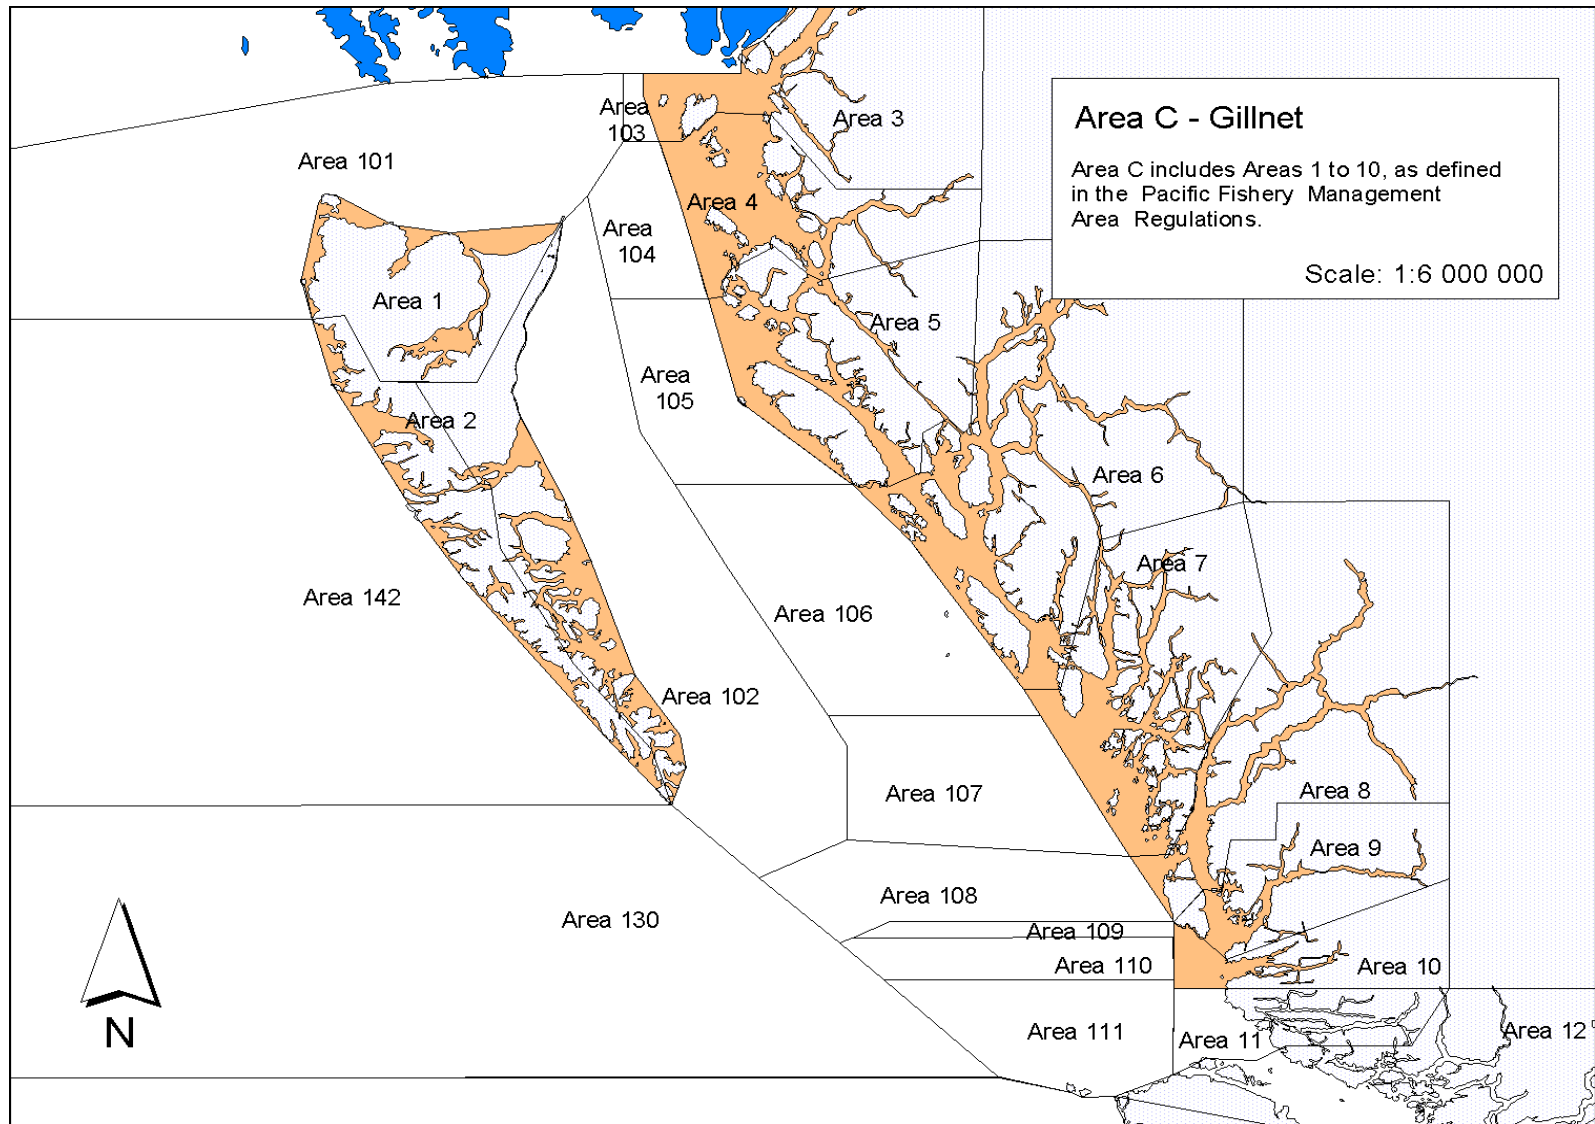 Area C - Gillnet
Area C includes Areas 1 to 10, as defined
in the Pacific Fishery Management
Area Regulations.
Scale: 1:6 000 000
Area
103
Area 3
Area 101
Area 4
Area
104
Area 1
Area 5
Area
105
Area 2
Area 6
Area 7
Area 142
Area 106
Area 102
Area 107
Area 8
Area 9
Area 108
Area 130
Area 109
Area 110
Area 10
Area 111
Area 11
Area 12
N